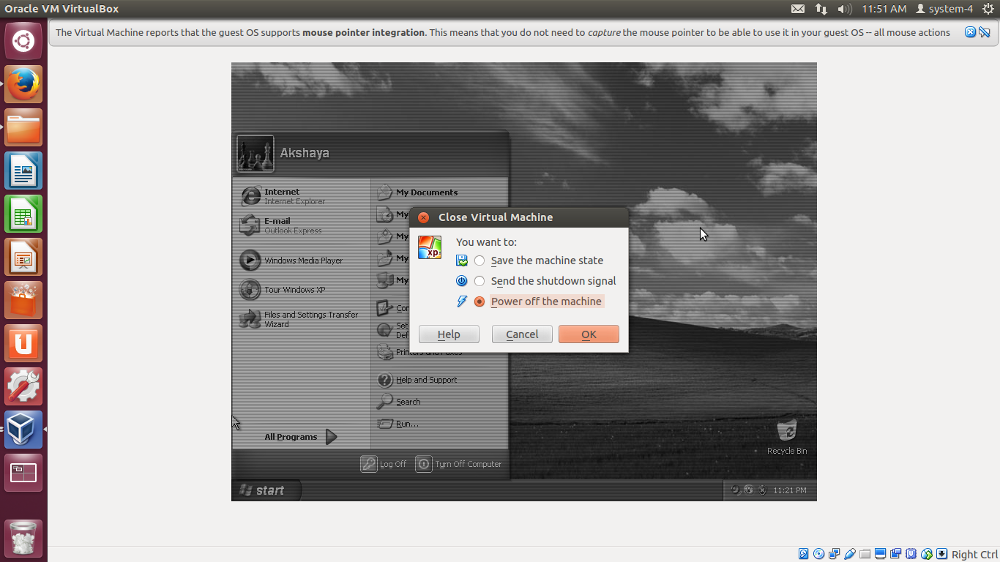 Oracle VM VirtualBox
11:51 AM
system-4
The Virtual Machine reports that the guest OS supports mouse pointer integration. This means that you do not need to capture the mouse pointer to be able to use it in your guest OS -- all mouse actions
Akshaya
Internet
Internet Explorer
E-mail
Outlook Express
Windows Media Player
Tour Windows XP
Files and Settings Transfer
Wizard
All Programs
My Documents
My
My
My
My
Con
Set
Def
Printers and Faxes
Help and Support
Search
Run...
Log Off
Turn Off Computer
Close Virtual Machine
xp
You want to:
Save the machine state
Send the shutdown signal
Power off the machine
Help
Cancel
OK
Recycle Bin
start
11:21 PM
Right Ctrl